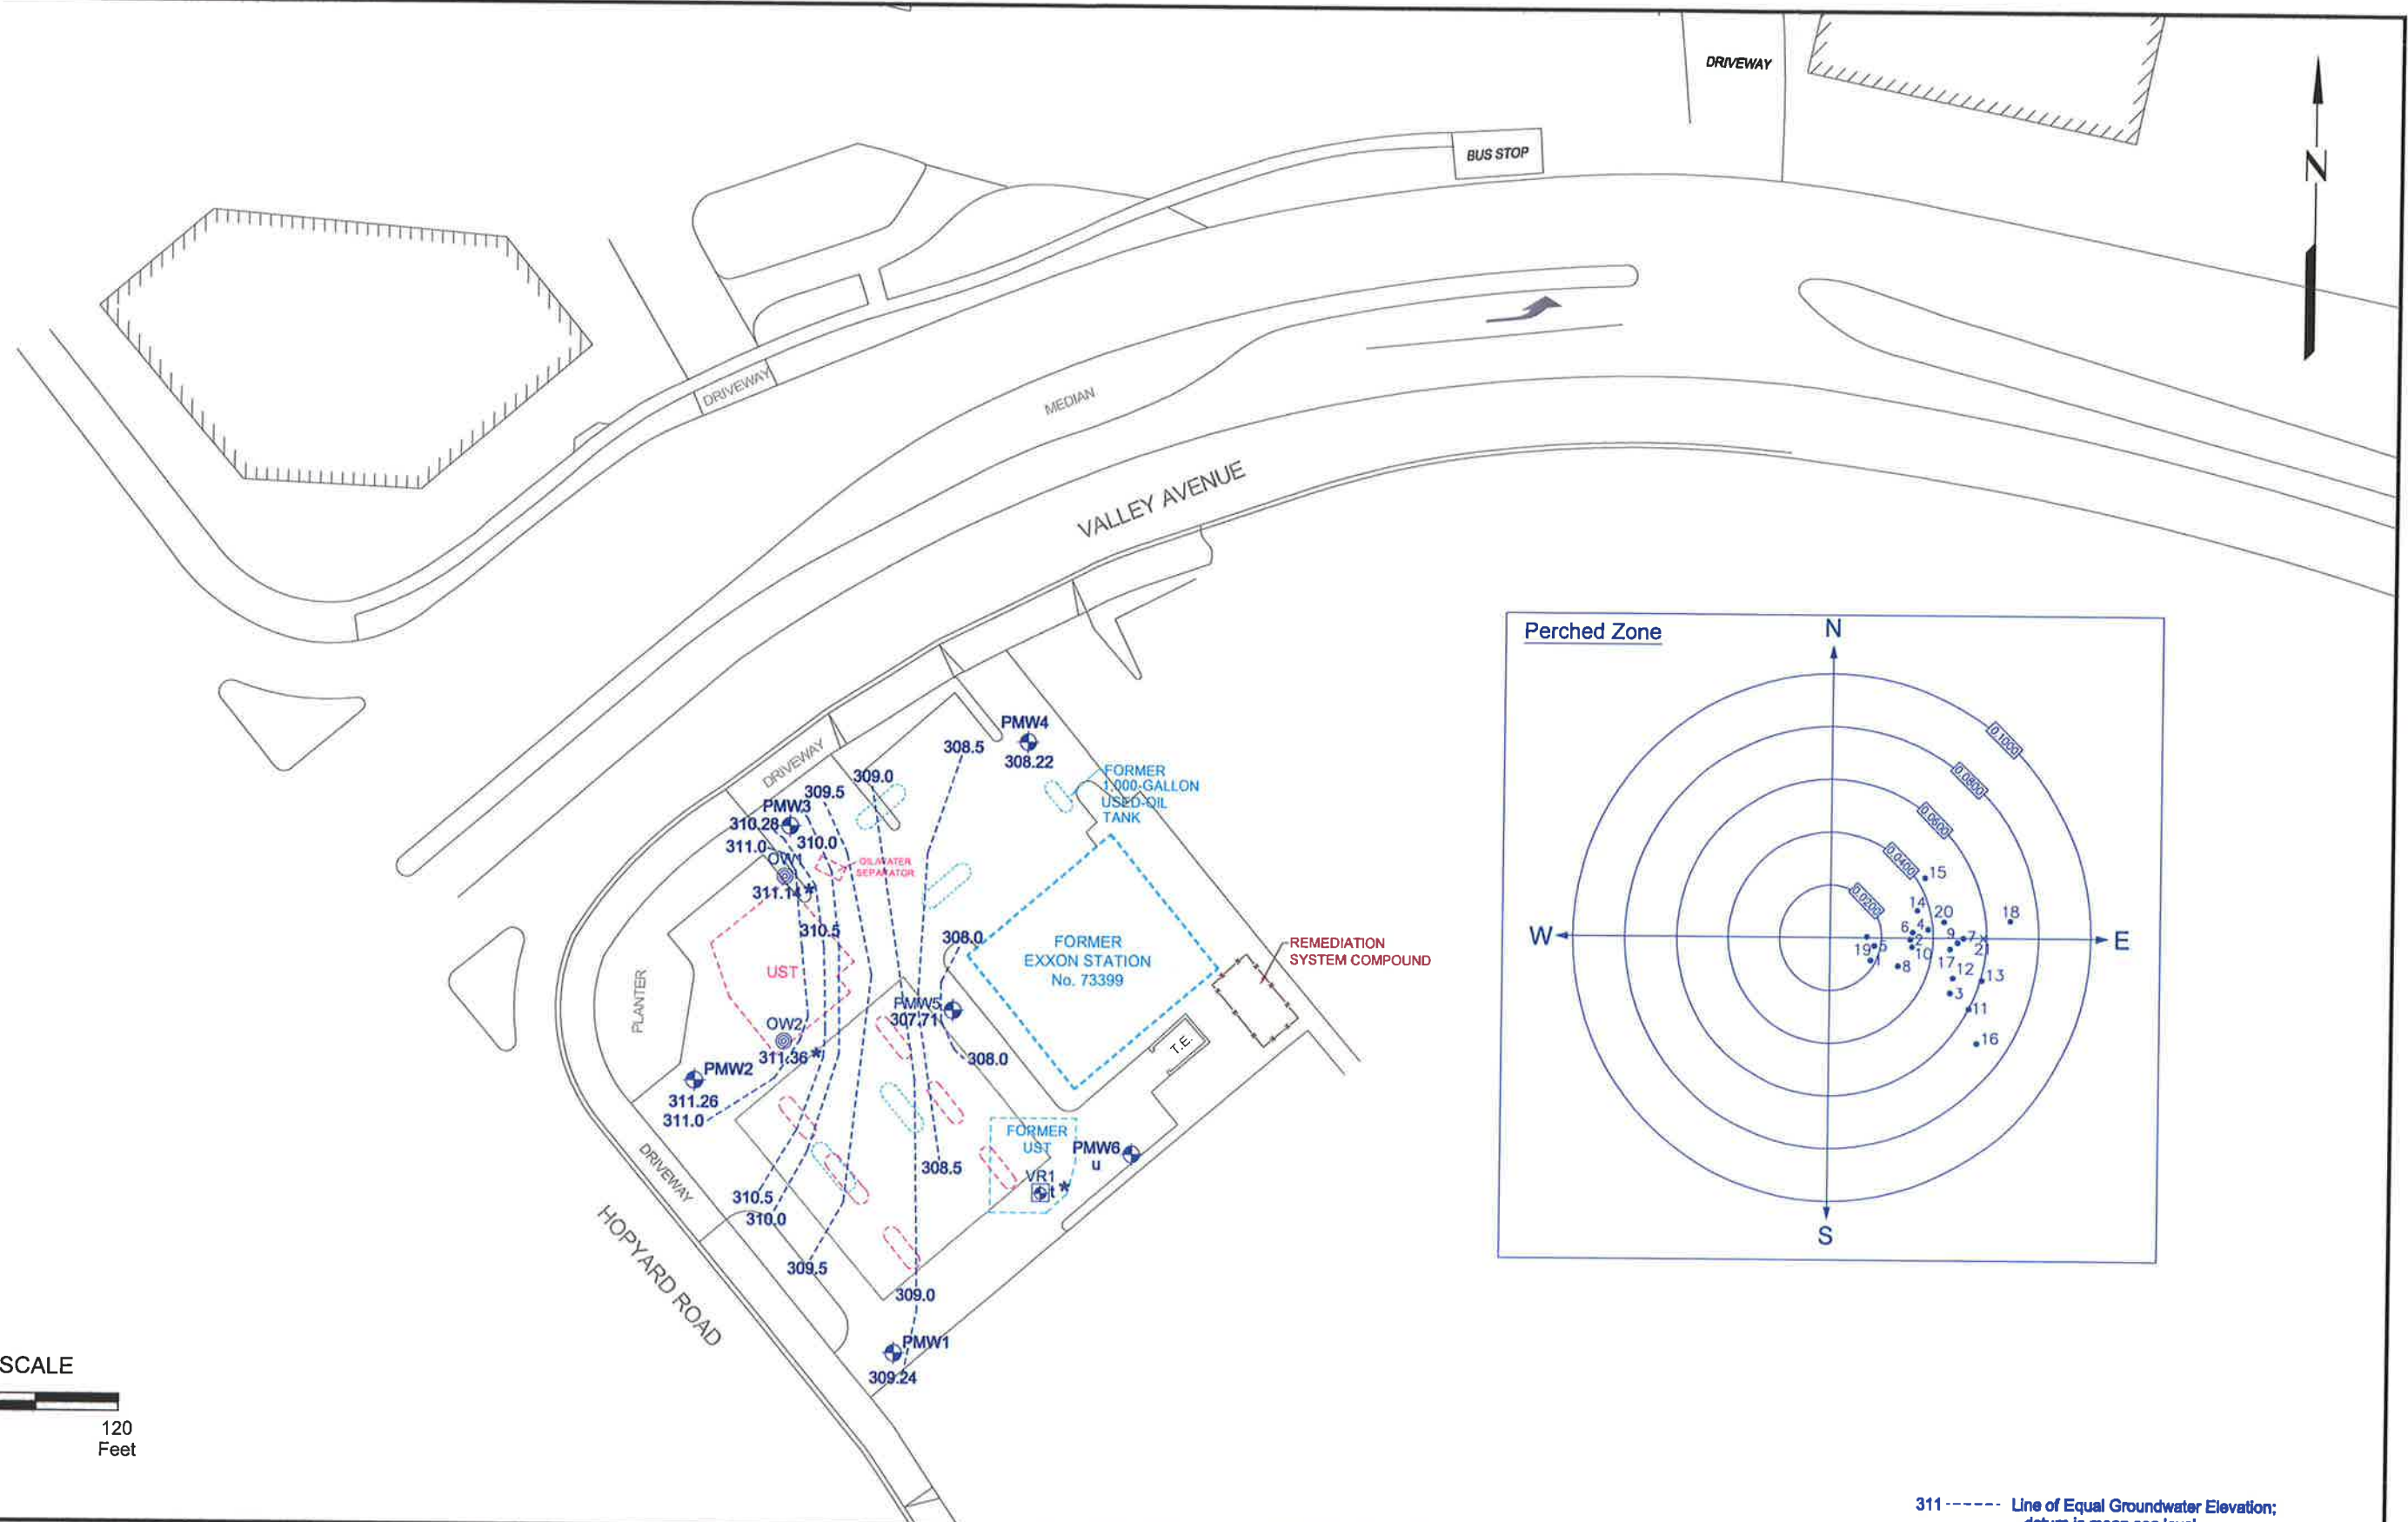 DRIVEWAY
BUS STOP
N
DRIVEWAY
MEDIAN
VALLEY AVENUE
Perched Zone
N
W
E
S
0.1000
0.0800
0.0600
0.0400
0.0200
15
14
20
18
6
4
9
7
2
19
5
10
21
1
8
17
12
13
3
11
16
PMW4
308.22
308.5
DRIVEWAY
309.0
309.5
PMW3
310.28
310.0
311.0
OW1
311.14*
OIL/WATER
SEPARATOR
FORMER
1,000-GALLON
USED-OIL
TANK
310.5
308.0
UST
FORMER
EXXON STATION
No. 73399
REMEDIATION
SYSTEM COMPOUND
PLANTER
PMW5
307.71
OW2
311.36*
308.0
T.E.
PMW2
311.26
311.0
FORMER
UST
PMW6
u
VR1
t*
308.5
DRIVEWAY
310.5
310.0
309.5
309.0
HOPYARD ROAD
PMW1
309.24
SCALE
120
Feet
311 ------ Line of Equal Groundwater Elevation;
datum is mean sea level